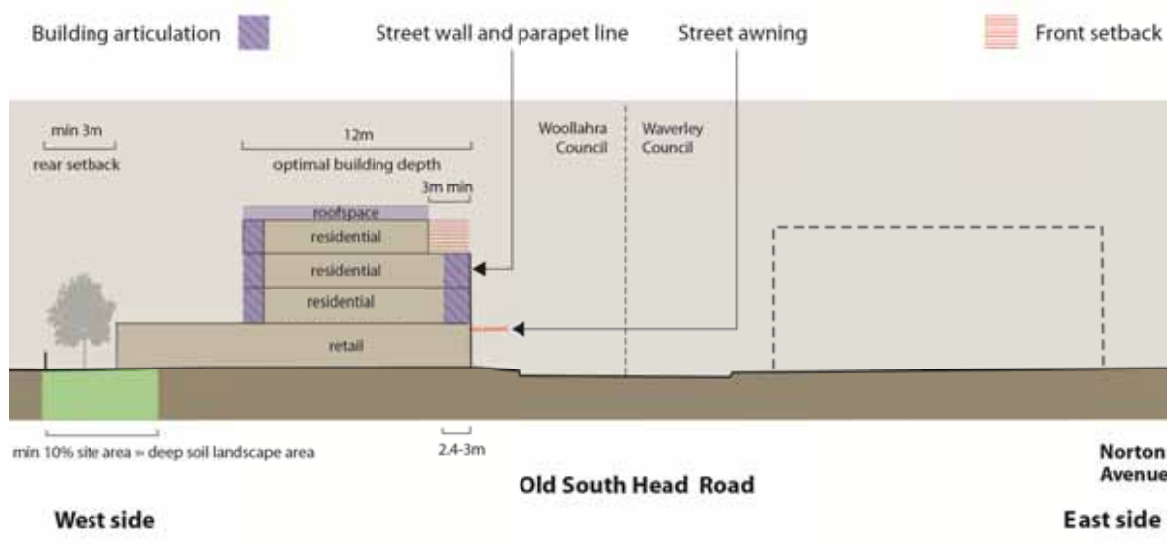 Building articulation
Street wall and parapet line
Street awning
Front setback
min 3m
rear setback
12m
optimal building depth
3m min
Woollahra
Council
Waverley
Council
roofspace
residential
residential
residential
retail
min 10% site area = deep soil landscape area
2.4-3m
Old South Head Road
Norton
Avenue
West side
East side